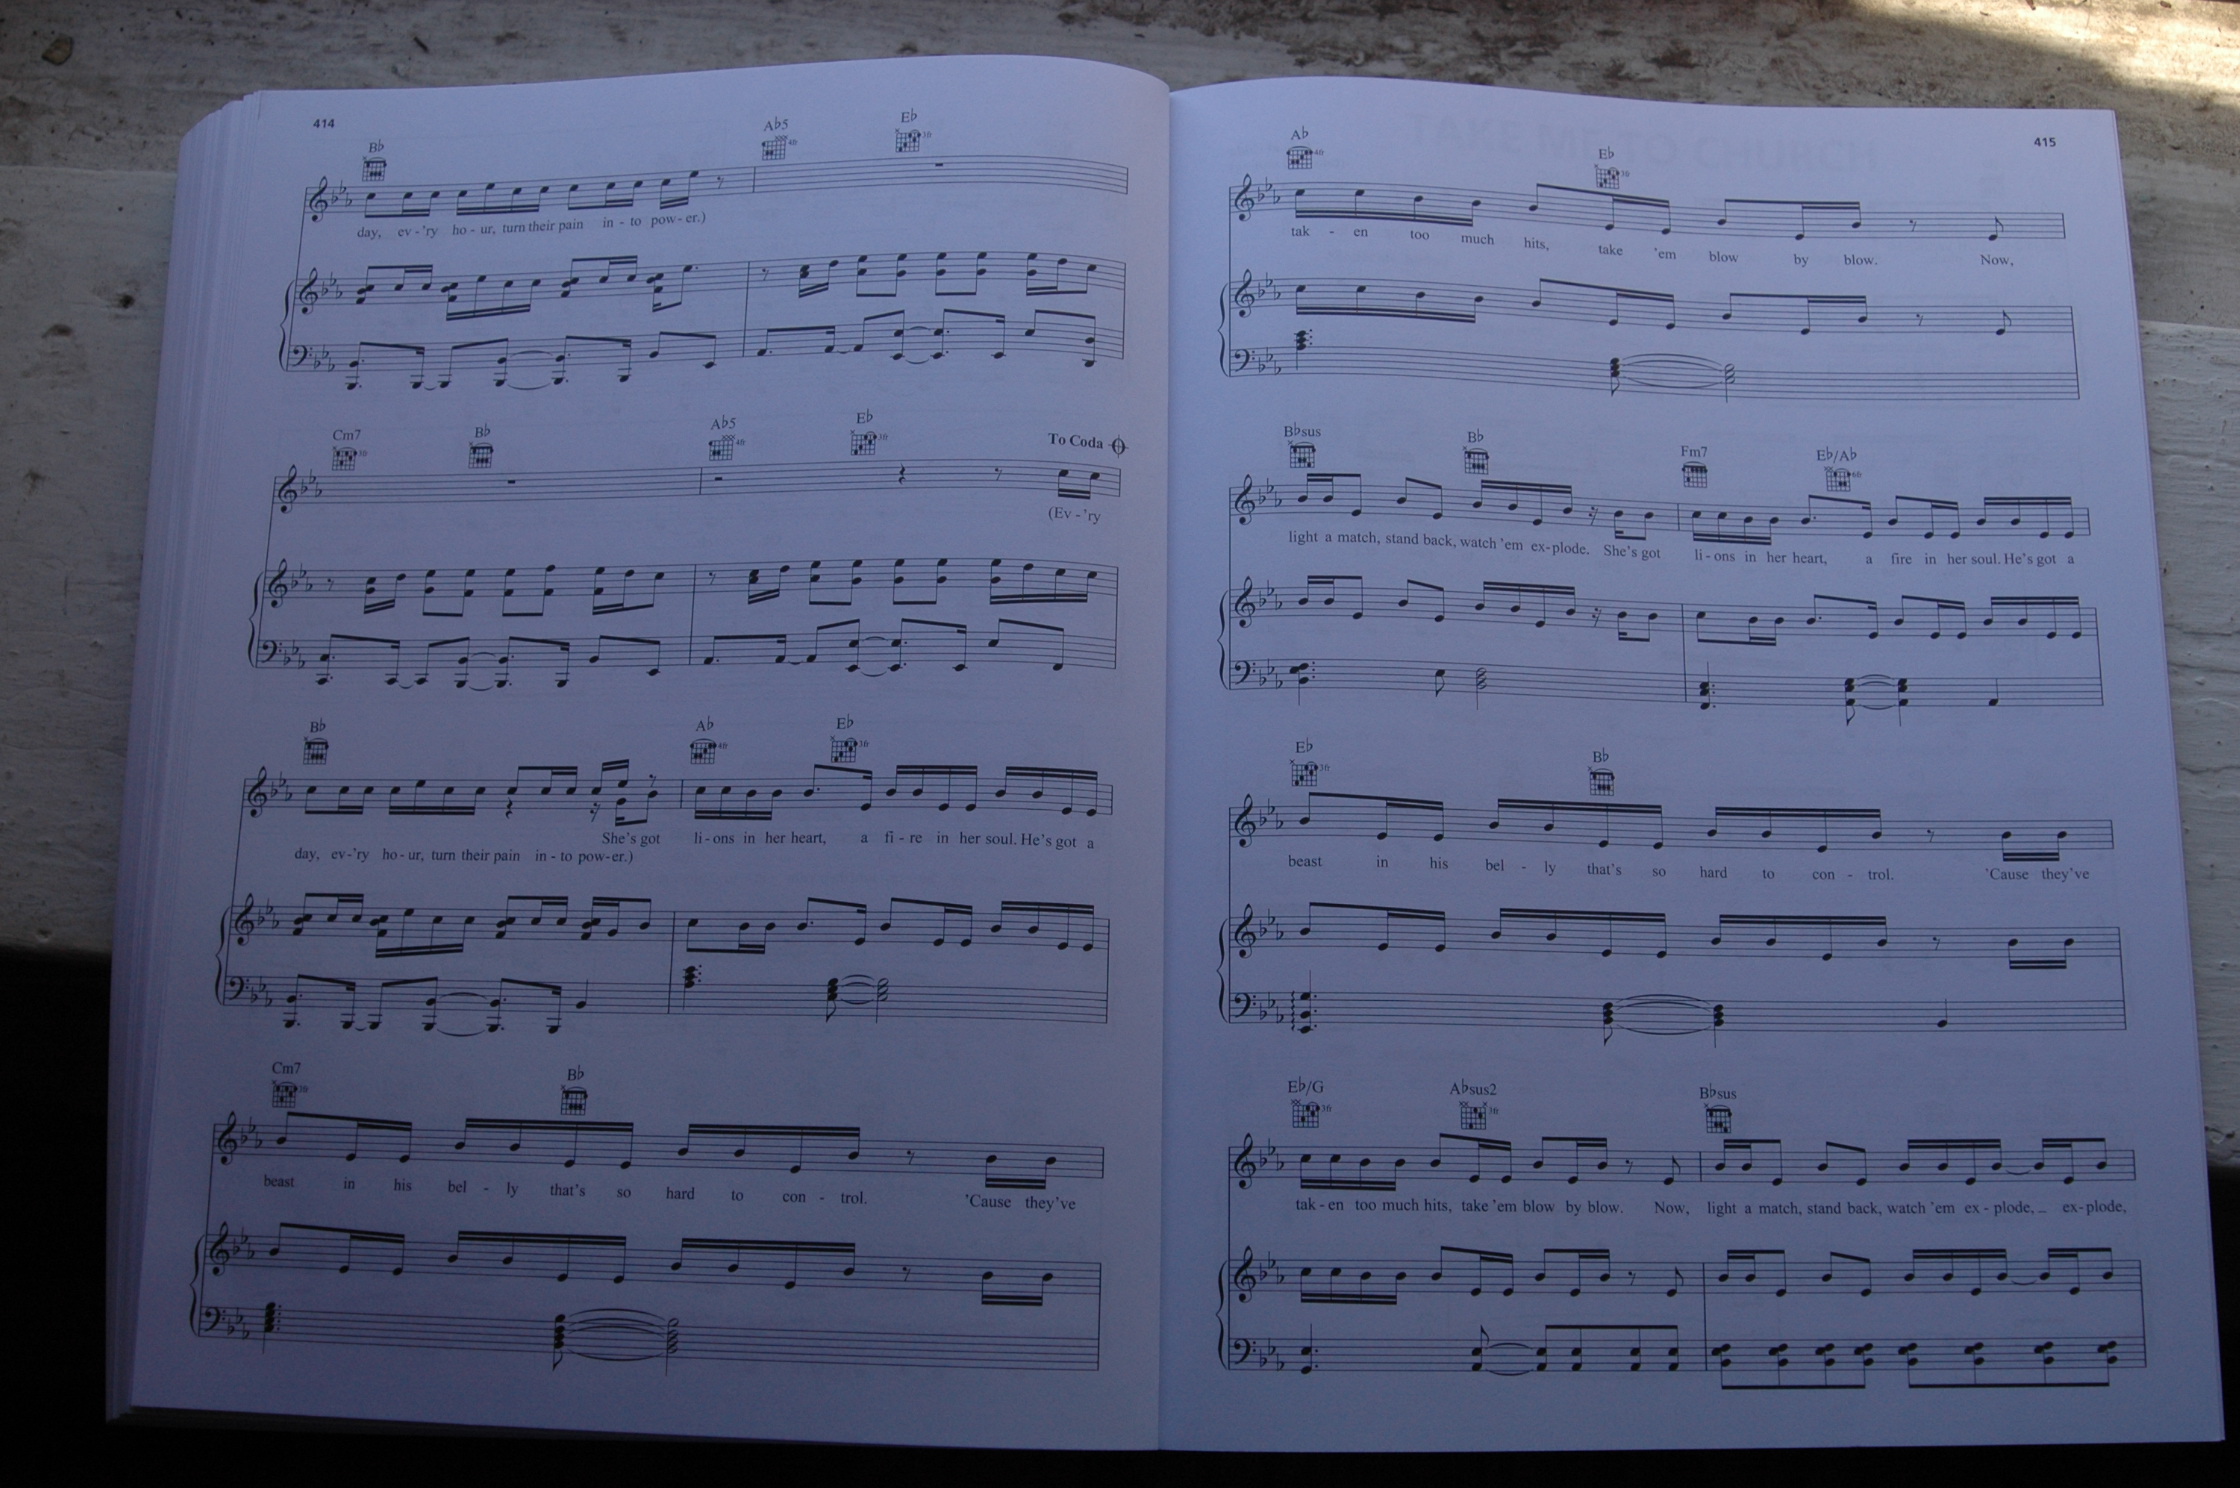 414
B♭ A♭5 E♭
4fr 3fr
day, ev-'ry ho-ur, turn their pain in-to pow-er.)
Cm7 B♭ A♭5 E♭ To Coda
3fr 4fr 3fr
(Ev-'ry
B♭ A♭ E♭
4fr 3fr
She's got li-ons in her heart, a fi-re in her soul. He's got a
day, ev-'ry ho-ur, turn their pain in-to pow-er.)
Cm7 B♭
3fr
beast in his bel-ly that's so hard to con-trol. 'Cause they've
415
A♭ E♭
4fr 3fr
tak-en too much hits, take 'em blow by blow. Now,
B♭sus B♭ Fm7 E♭/A♭
6fr
light a match, stand back, watch 'em ex-plode. She's got li-ons in her heart, a fire in her soul. He's got a
E♭ B♭
3fr
beast in his bel-ly that's so hard to con-trol. 'Cause they've
E♭/G A♭sus2 B♭sus
3fr 3fr
tak-en too much hits, take 'em blow by blow. Now, light a match, stand back, watch 'em ex-plode, _ ex-plode,